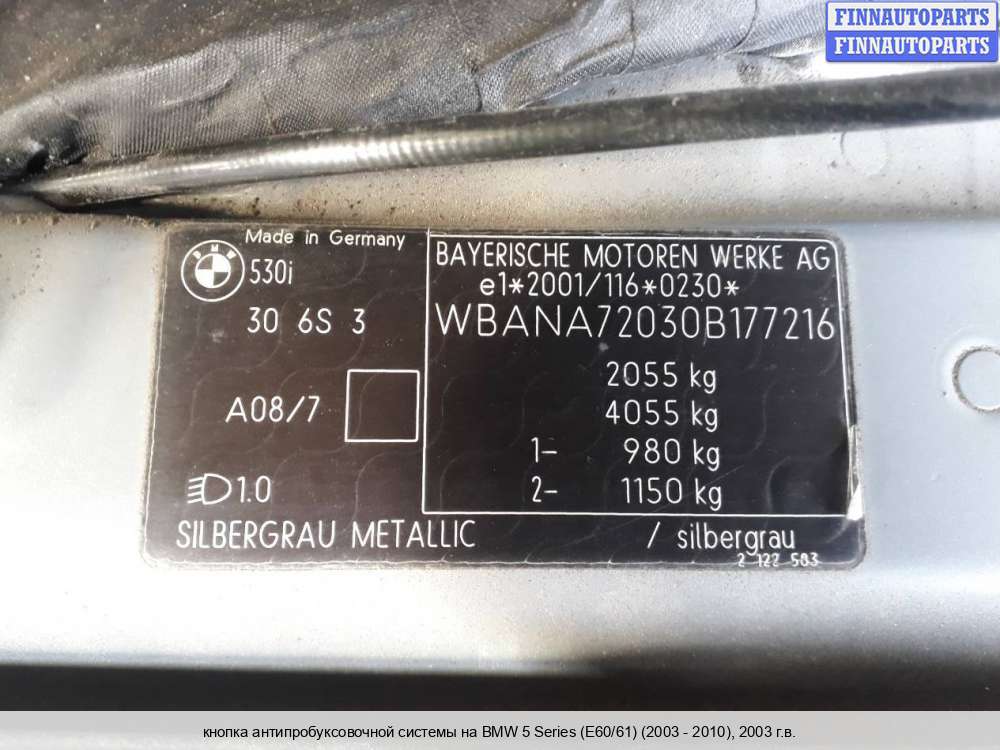 FINNAUTOPARTS
FINNAUTOPARTS
BMW
Made in Germany
530i
30 6S 3
A08/7
1.0
BAYERISCHE MOTOREN WERKE AG
e1*2001/116*0230*
WBANA72030B177216
2055 kg
4055 kg
1- 980 kg
2- 1150 kg
SILBERGRAU METALLIC / silbergrau
2 122 583
кнопка антипробуксовочной системы на BMW 5 Series (E60/61) (2003 - 2010), 2003 г.в.